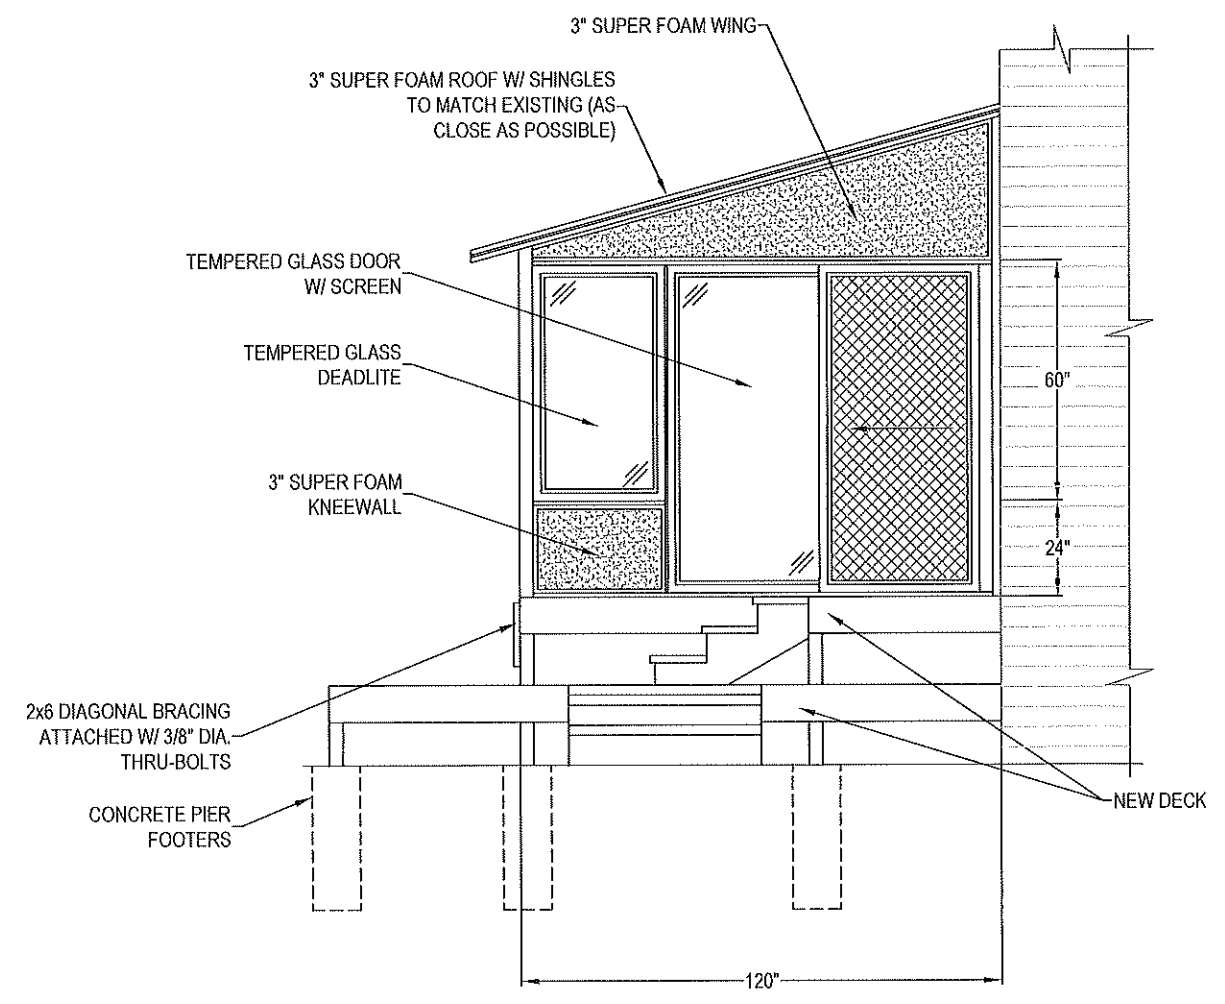 3" SUPER FOAM WING
3" SUPER FOAM ROOF W/ SHINGLES
TO MATCH EXISTING (AS
CLOSE AS POSSIBLE)
TEMPERED GLASS DOOR
W/ SCREEN
TEMPERED GLASS
DEADLITE
60"
3" SUPER FOAM
KNEEWALL
24"
2x6 DIAGONAL BRACING
ATTACHED W/ 3/8" DIA.
THRU-BOLTS
CONCRETE PIER
FOOTERS
NEW DECK
120"